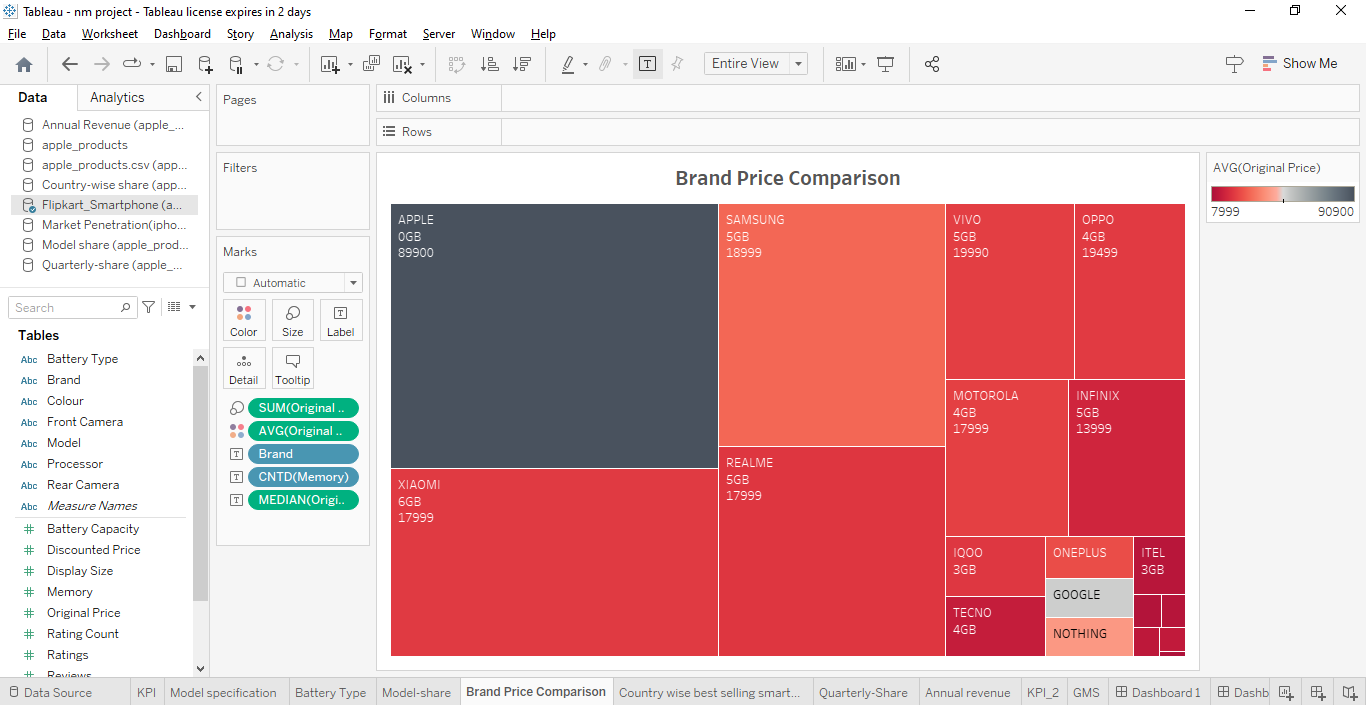 Tableau - nm project - Tableau license expires in 2 days
File Data Worksheet Dashboard Story Analysis Map Format Server Window Help
Entire View
Show Me
Data
Analytics
Annual Revenue (apple_...
apple_products
apple_products.csv (app...
Country-wise share (app...
Flipkart_Smartphone (a...
Market Penetration(ipho...
Model share (apple_prod...
Quarterly-share (apple_...
Search
Tables
Abc Battery Type
Abc Brand
Abc Colour
Abc Front Camera
Abc Model
Abc Processor
Abc Rear Camera
Abc Measure Names
# Battery Capacity
# Discounted Price
# Display Size
# Memory
# Original Price
# Rating Count
# Ratings
Reviews
Pages
Filters
Marks
Automatic
Color
Size
T
Label
Detail
Tooltip
SUM(Original ..
AVG(Original ..
T Brand
T CNTD(Memory)
T MEDIAN(Origi..
Columns
Rows
Brand Price Comparison
APPLE
0GB
89900
XIAOMI
6GB
17999
SAMSUNG
5GB
18999
REALME
5GB
17999
VIVO
5GB
19990
OPPO
4GB
19499
MOTOROLA
4GB
17999
INFINIX
5GB
13999
IQOO
3GB
TECNO
4GB
ONEPLUS
GOOGLE
NOTHING
ITEL
3GB
AVG(Original Price)
7999 90900
Data Source
KPI
Model specification
Battery Type
Model-share
Brand Price Comparison
Country wise best selling smart...
Quarterly-Share
Annual revenue
KPI_2
GMS
Dashboard 1
Dashb